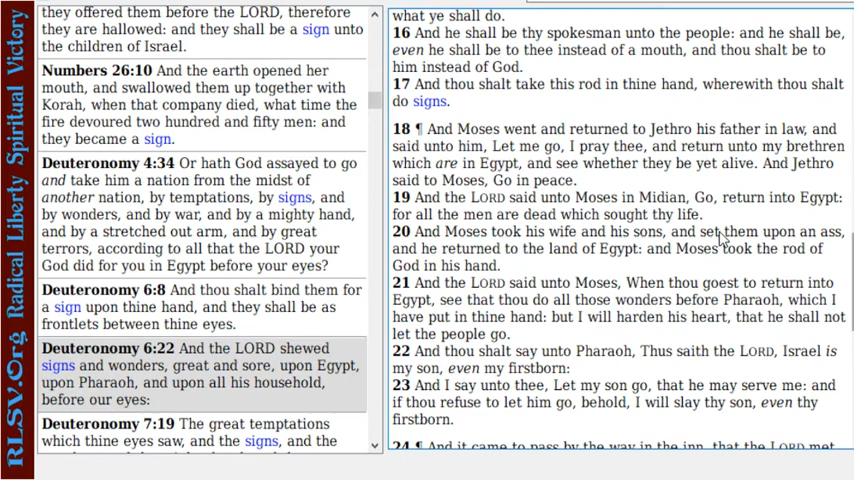 RLSV.Org Radical Liberty Spiritual Victory
they offered them before the LORD, therefore
they are hallowed: and they shall be a sign unto
the children of Israel.
Numbers 26:10 And the earth opened her
mouth, and swallowed them up together with
Korah, when that company died, what time the
fire devoured two hundred and fifty men: and
they became a sign.
Deuteronomy 4:34 Or hath God assayed to go
and take him a nation from the midst of
another nation, by temptations, by signs, and
by wonders, and by war, and by a mighty hand,
and by a stretched out arm, and by great
terrors, according to all that the LORD your
God did for you in Egypt before your eyes?
Deuteronomy 6:8 And thou shalt bind them for
a sign upon thine hand, and they shall be as
frontlets between thine eyes.
Deuteronomy 6:22 And the LORD shewed
signs and wonders, great and sore, upon Egypt,
upon Pharaoh, and upon all his household,
before our eyes:
Deuteronomy 7:19 The great temptations
which thine eyes saw, and the signs, and the
what ye shall do.
16 And he shall be thy spokesman unto the people: and he shall be,
even he shall be to thee instead of a mouth, and thou shalt be to
him instead of God.
17 And thou shalt take this rod in thine hand, wherewith thou shalt
do signs.
18 ¶ And Moses went and returned to Jethro his father in law, and
said unto him, Let me go, I pray thee, and return unto my brethren
which are in Egypt, and see whether they be yet alive. And Jethro
said to Moses, Go in peace.
19 And the LORD said unto Moses in Midian, Go, return into Egypt:
for all the men are dead which sought thy life.
20 And Moses took his wife and his sons, and set them upon an ass,
and he returned to the land of Egypt: and Moses took the rod of
God in his hand.
21 And the LORD said unto Moses, When thou goest to return into
Egypt, see that thou do all those wonders before Pharaoh, which I
have put in thine hand: but I will harden his heart, that he shall not
let the people go.
22 And thou shalt say unto Pharaoh, Thus saith the LORD, Israel is
my son, even my firstborn:
23 And I say unto thee, Let my son go, that he may serve me: and
if thou refuse to let him go, behold, I will slay thy son, even thy
firstborn.
24 ¶ And it came to pass by the way in the inn, that the LORD met